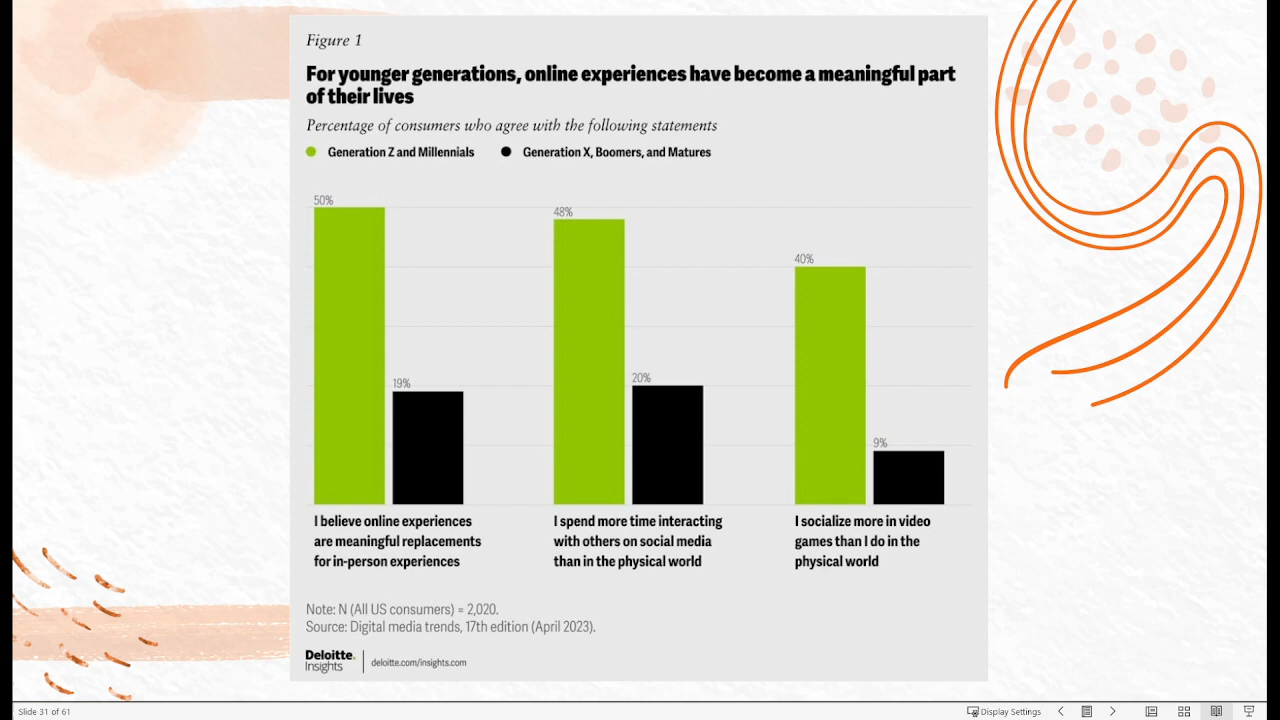 Figure 1
For younger generations, online experiences have become a meaningful part
of their lives
Percentage of consumers who agree with the following statements
Generation Z and Millennials Generation X, Boomers, and Matures
50%
19%
48%
20%
40%
9%
I believe online experiences
are meaningful replacements
for in-person experiences
I spend more time interacting
with others on social media
than in the physical world
I socialize more in video
games than I do in the
physical world
Note: N (All US consumers) = 2,020.
Source: Digital media trends, 17th edition (April 2023).
Deloitte.
Insights
deloitte.com/insights.com
Slide 31 of 61
Display Settings